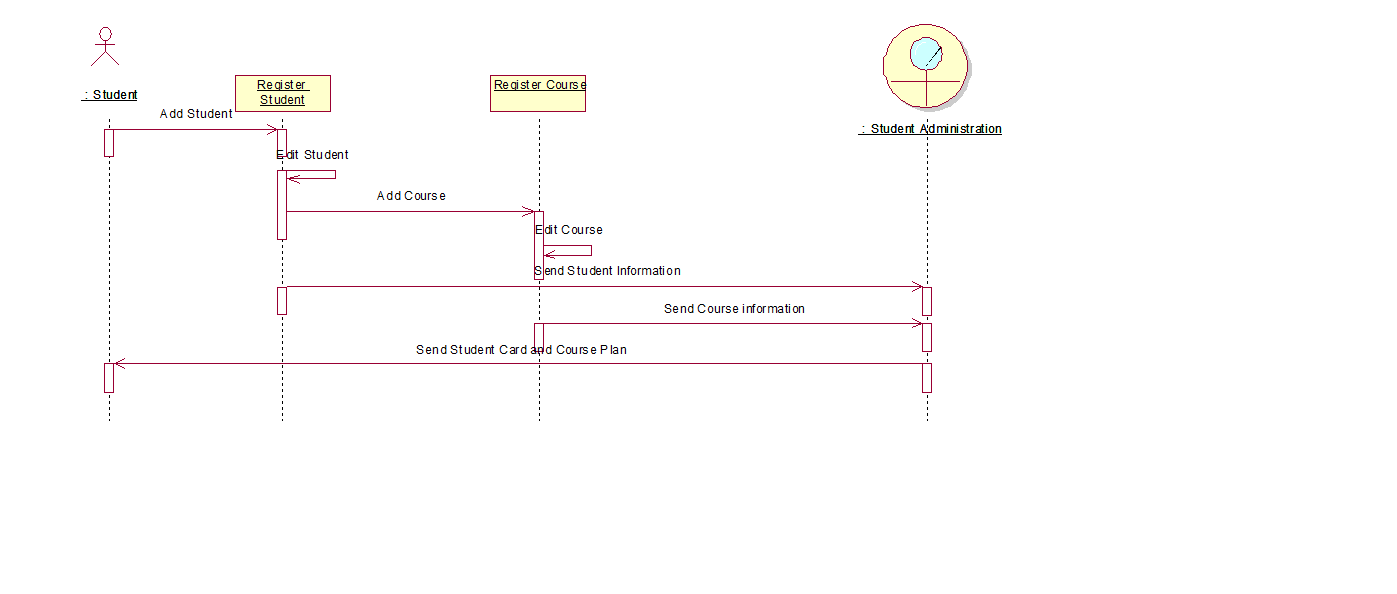 : Student
Register
Student
Register Course
: Student Administration
Add Student
Edit Student
Add Course
Edit Course
Send Student Information
Send Course information
Send Student Card and Course Plan